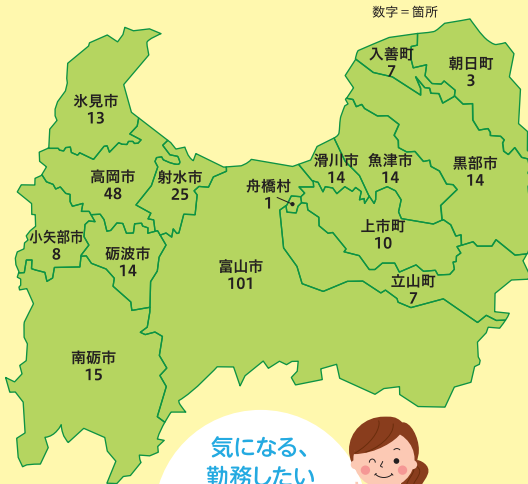 数字＝箇所
入善町
7
朝日町
3
氷見市
13
高岡市
48
射水市
25
滑川市
14
魚津市
14
黒部市
14
舟橋村
1
上市町
10
小矢部市
8
砺波市
14
富山市
101
立山町
7
南砺市
15
気になる、
勤務したい